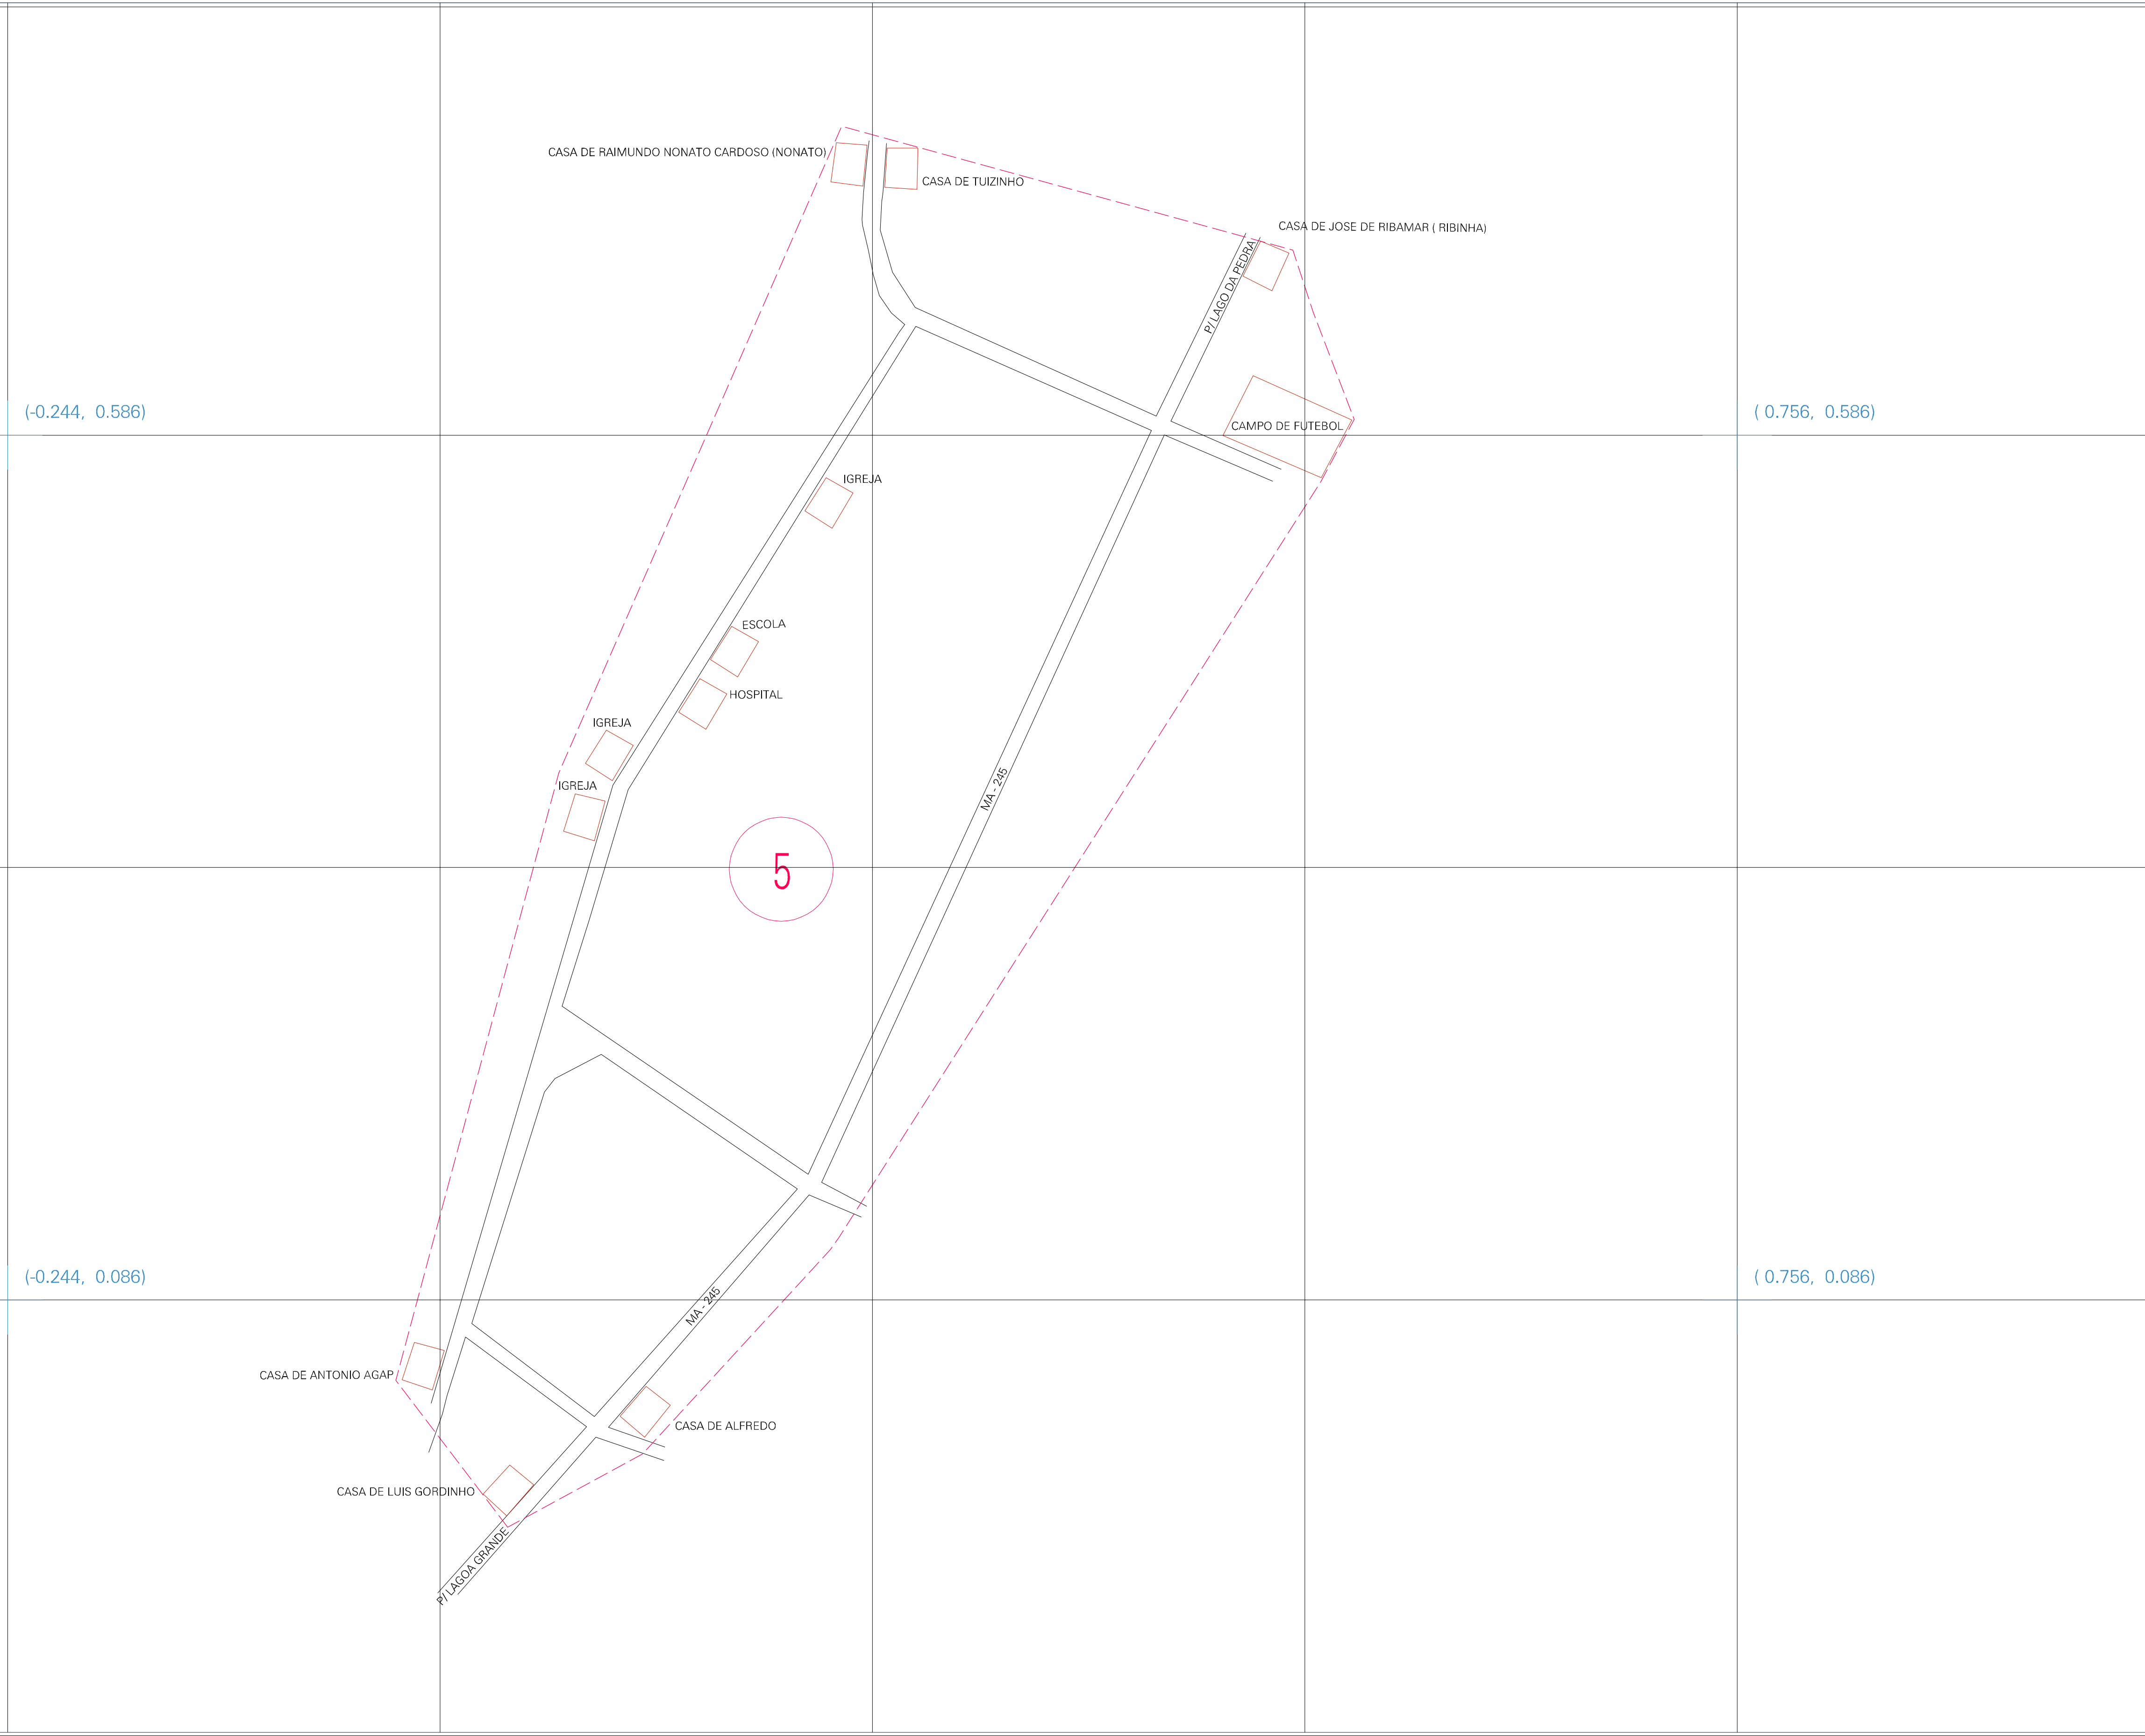 CASA DE RAIMUNDO NONATO CARDOSO (NONATO)
CASA DE TUIZINHO
CASA DE JOSE DE RIBAMAR ( RIBINHA)
P/ LAGO DA PEDRA
(-0.244, 0.586)
( 0.756, 0.586)
CAMPO DE FUTEBOL
IGREJA
ESCOLA
HOSPITAL
IGREJA
IGREJA
MA - 245
5
(-0.244, 0.086)
( 0.756, 0.086)
MA - 245
CASA DE ANTONIO AGAP
CASA DE ALFREDO
CASA DE LUIS GORDINHO
P/ LAGOA GRANDE